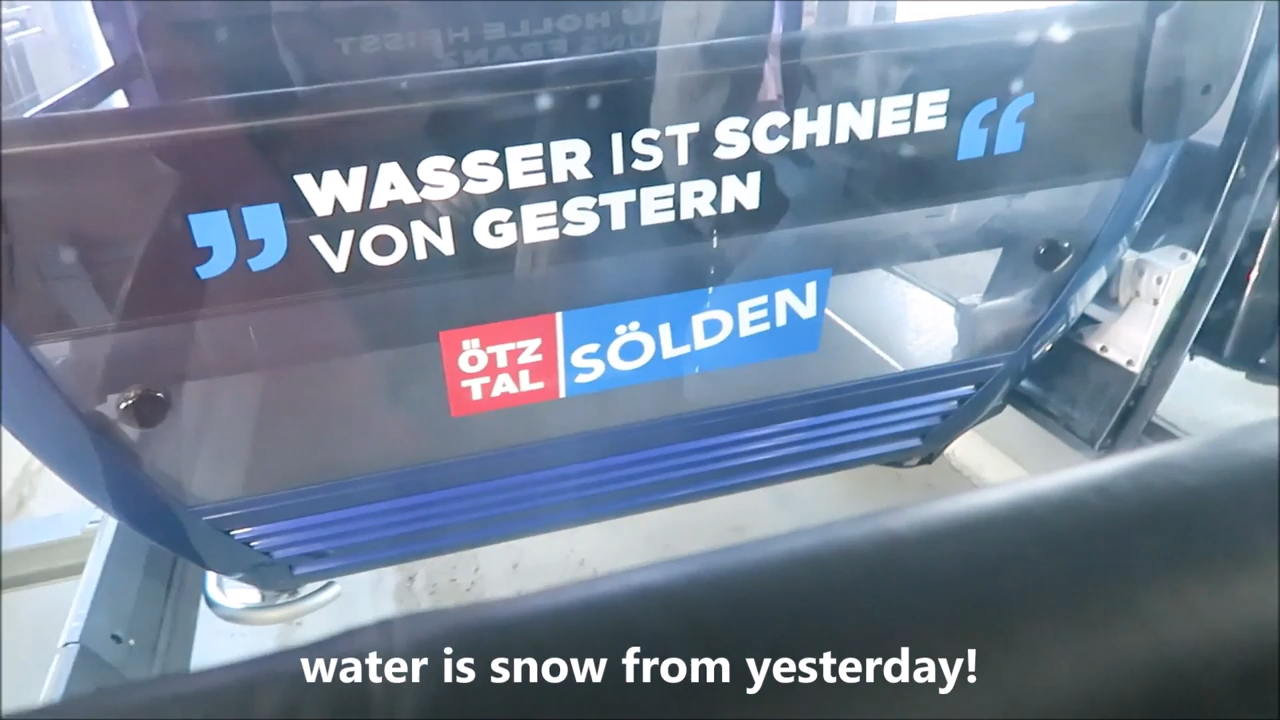 „WASSER IST SCHNEE
VON GESTERN“
ÖTZ
TAL
SÖLDEN
water is snow from yesterday!